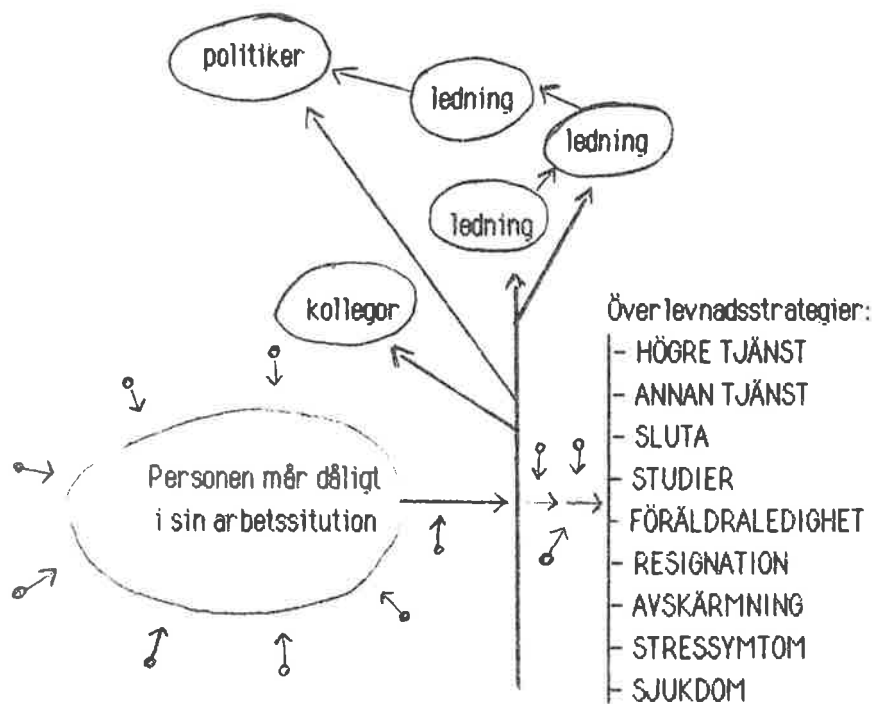 politiker
ledning
ledning
ledning
kollegor
Personen mår dåligt
i sin arbetssitution
Överlevnadsstrategier:
- HÖGRE TJÄNST
- ANNAN TJÄNST
- SLUTA
- STUDIER
- FÖRÄLDRALEDIGHET
- RESIGNATION
- AVSKÄRMNING
- STRESSYMTOM
- SJUKDOM